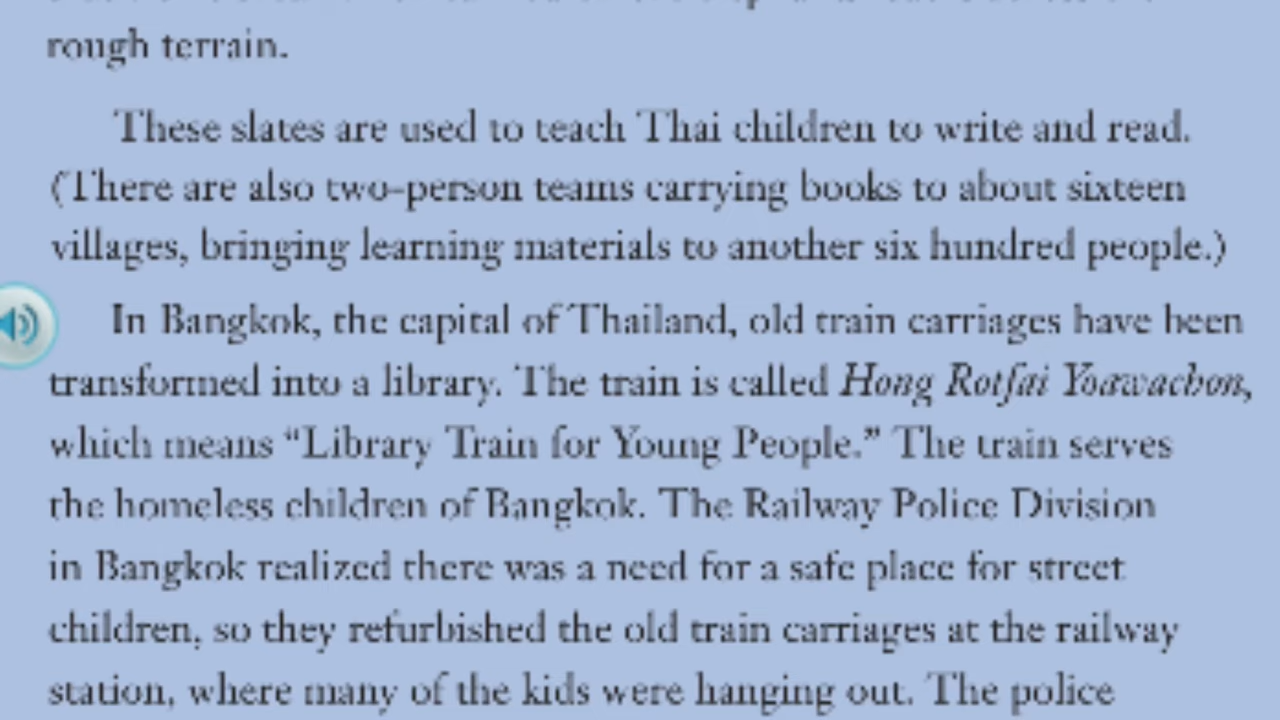 rough terrain.
These slates are used to teach Thai children to write and read.
(There are also two-person teams carrying books to about sixteen
villages, bringing learning materials to another six hundred people.)
In Bangkok, the capital of Thailand, old train carriages have been
transformed into a library. The train is called Hong Rotfai Yoawachon,
which means “Library Train for Young People.” The train serves
the homeless children of Bangkok. The Railway Police Division
in Bangkok realized there was a need for a safe place for street
children, so they refurbished the old train carriages at the railway
station, where many of the kids were hanging out. The police